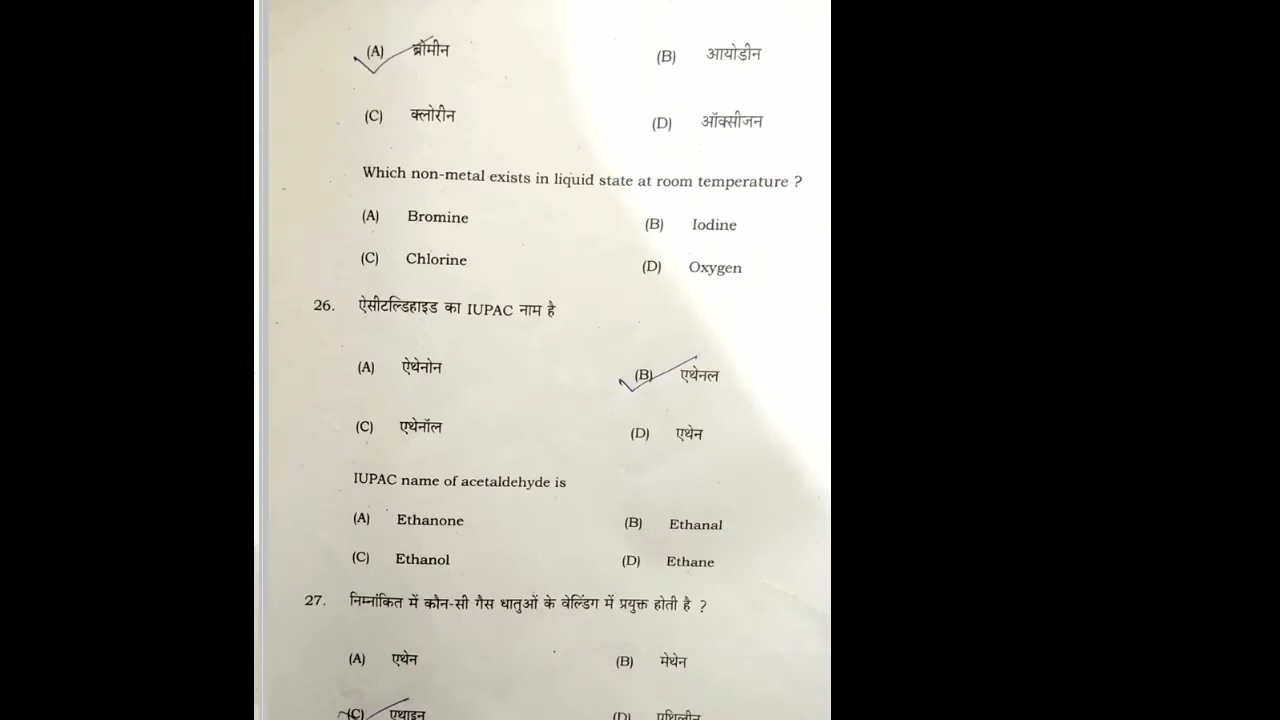 (A) ब्रोमीन (B) आयोडीन
(C) क्लोरीन (D) ऑक्सीजन
Which non-metal exists in liquid state at room temperature ?
(A) Bromine (B) Iodine
(C) Chlorine (D) Oxygen
26. ऐसीटल्डिहाइड का IUPAC नाम है
(A) ऐथेनोन (B) एथेनल
(C) एथेनॉल (D) एथेन
IUPAC name of acetaldehyde is
(A) Ethanone (B) Ethanal
(C) Ethanol (D) Ethane
27. निम्नांकित में कौन-सी गैस धातुओं के वेल्डिंग में प्रयुक्त होती है ?
(A) एथेन (B) मेथेन
(C) एथाइन (D) एथिलीन